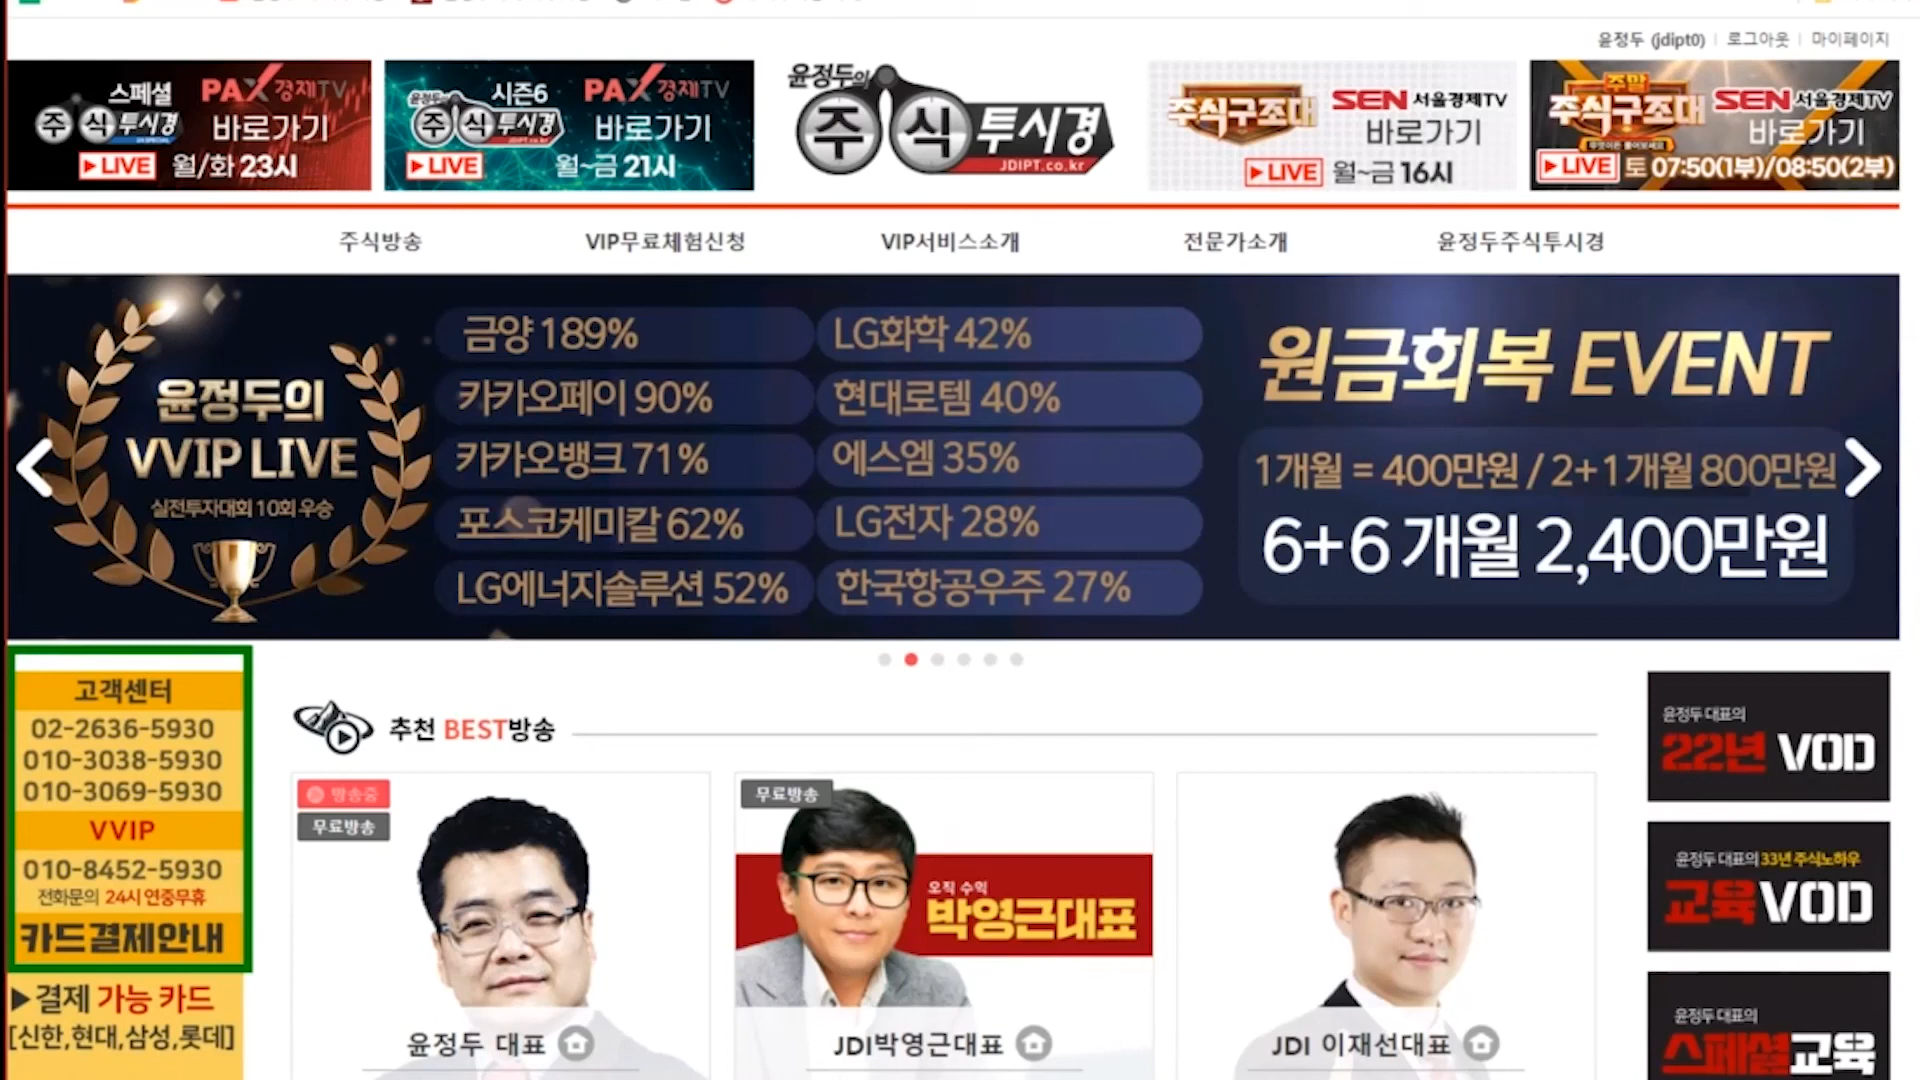 윤정두 (jdipt0) | 로그아웃 | 마이페이지
스페셜 PAX경제TV
주식투시경 바로가기
LIVE 월/화 23시
윤정두 시즌6 PAX경제TV
주식투시경 바로가기
LIVE 월~금 21시
윤정두의
주식투시경
JDIPT.co.kr
주식구조대 SEN 서울경제TV
바로가기
LIVE 월~금 16시
주말
주식구조대 SEN 서울경제TV
바로가기
무엇이든 물어보세요
LIVE 토 07:50(1부)/08:50(2부)
주식방송 VIP무료체험신청 VIP서비스소개 전문가소개 윤정두주식투시경
윤정두의
VVIP LIVE
실전투자대회 10회 우승
금양 189% LG화학 42%
카카오페이 90% 현대로템 40%
카카오뱅크 71% 에스엠 35%
포스코케미칼 62% LG전자 28%
LG에너지솔루션 52% 한국항공우주 27%
원금회복 EVENT
1개월 = 400만원 / 2+1개월 800만원
6+6개월 2,400만원
고객센터
02-2636-5930
010-3038-5930
010-3069-5930
VVIP
010-8452-5930
전화문의 24시 연중무휴
카드결제안내
▶결제 가능 카드
[신한,현대,삼성,롯데]
추천 BEST방송
방송중
무료방송
윤정두 대표
무료방송
오직 수익
박영근대표
JDI박영근대표
JDI 이재선대표
윤정두 대표의
22년 VOD
윤정두 대표의 33년 주식노하우
교육VOD
윤정두 대표의
스페셜교육